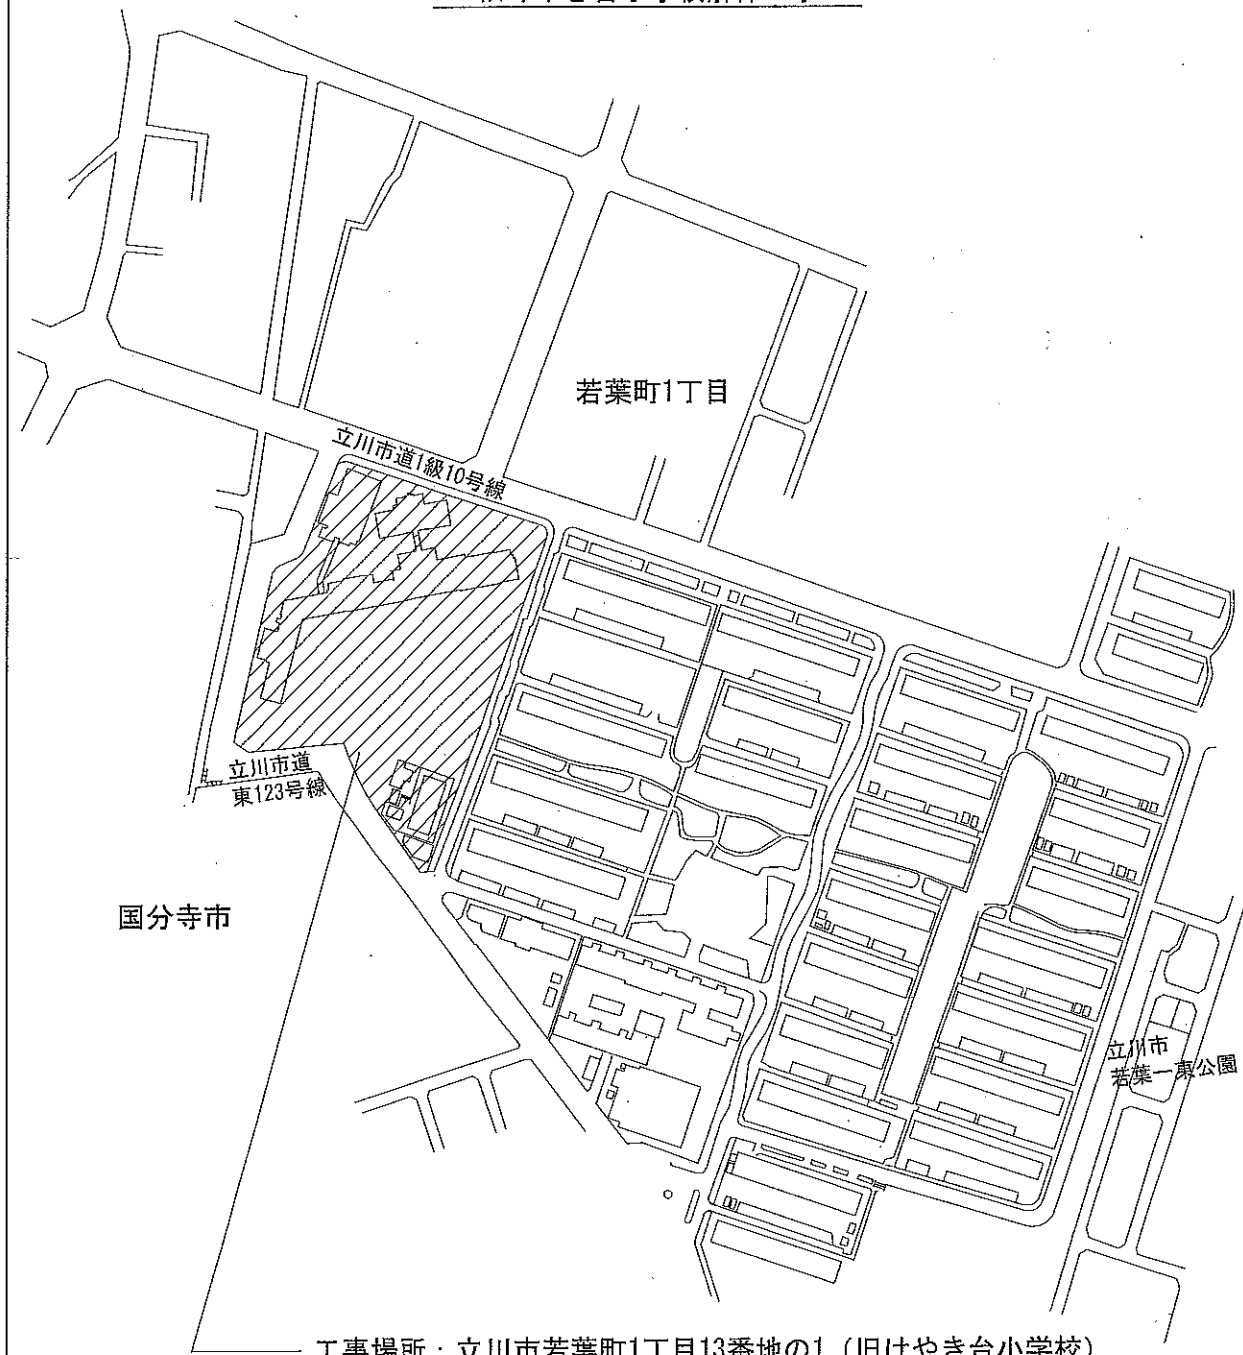 若葉町1丁目
立川市道1級10号線
立川市道
東123号線
国分寺市
立川市
若葉一東公園
工事場所：立川市若葉町1丁目13番地の1（旧けやき台小学校）